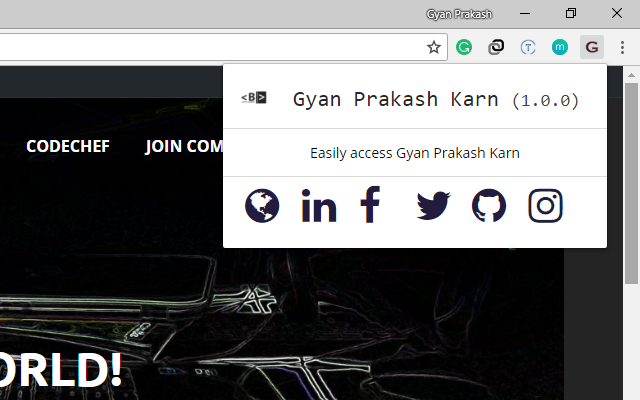 Gyan Prakash
<B>
Gyan Prakash Karn (1.0.0)
CODECHEF
JOIN COM
Easily access Gyan Prakash Karn
ORLD!